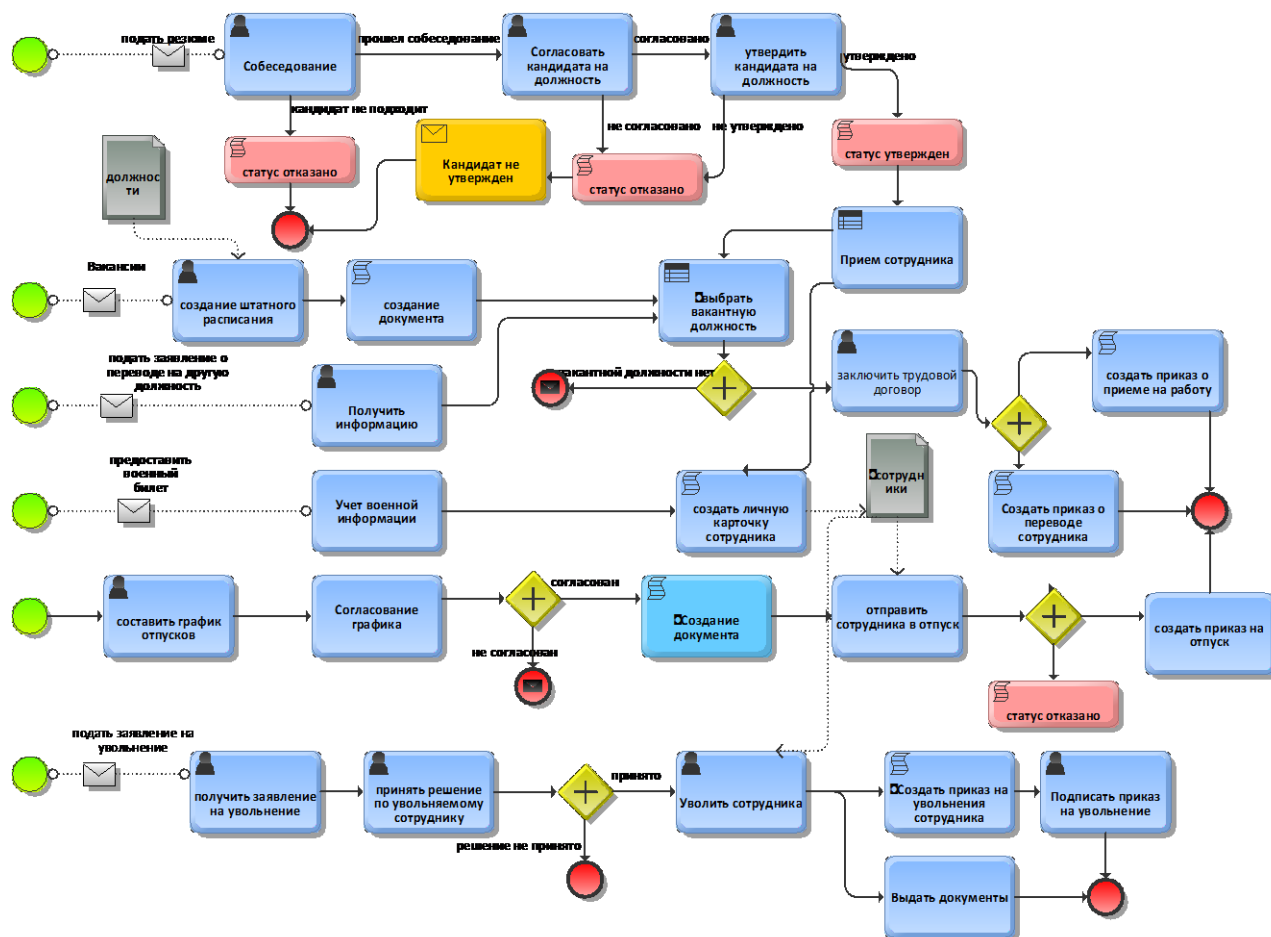 подать резюме
Собеседование
прошел собеседование
Согласовать
кандидата на
должность
согласовано
утвердить
кандидата на
должность
утверждено
кандидат не подходит
не согласовано
не утверждено
должнос
ти
статус отказано
Кандидат не
утвержден
статус отказано
статус утвержден
Вакансии
создание штатного
расписания
создание
документа
выбрать
вакантную
должность
Прием сотрудника
подать заявление о
переводе на другую
должность
Получить
информацию
вакантной должности нет
заключить трудовой
договор
создать приказ о
приеме на работу
предоставить
военный
билет
Учет военной
информации
создать личную
карточку
сотрудника
сотрудн
ики
Создать приказ о
переводе
сотрудника
составить график
отпусков
Согласование
графика
согласован
не согласован
Создание
документа
отправить
сотрудника в отпуск
создать приказ на
отпуск
статус отказано
подать заявление на
увольнение
получить заявление
на увольнение
принять решение
по увольняемому
сотруднику
принято
решение не принято
Уволить сотрудника
Создать приказ на
увольнения
сотрудника
Подписать приказ
на увольнение
Выдать документы